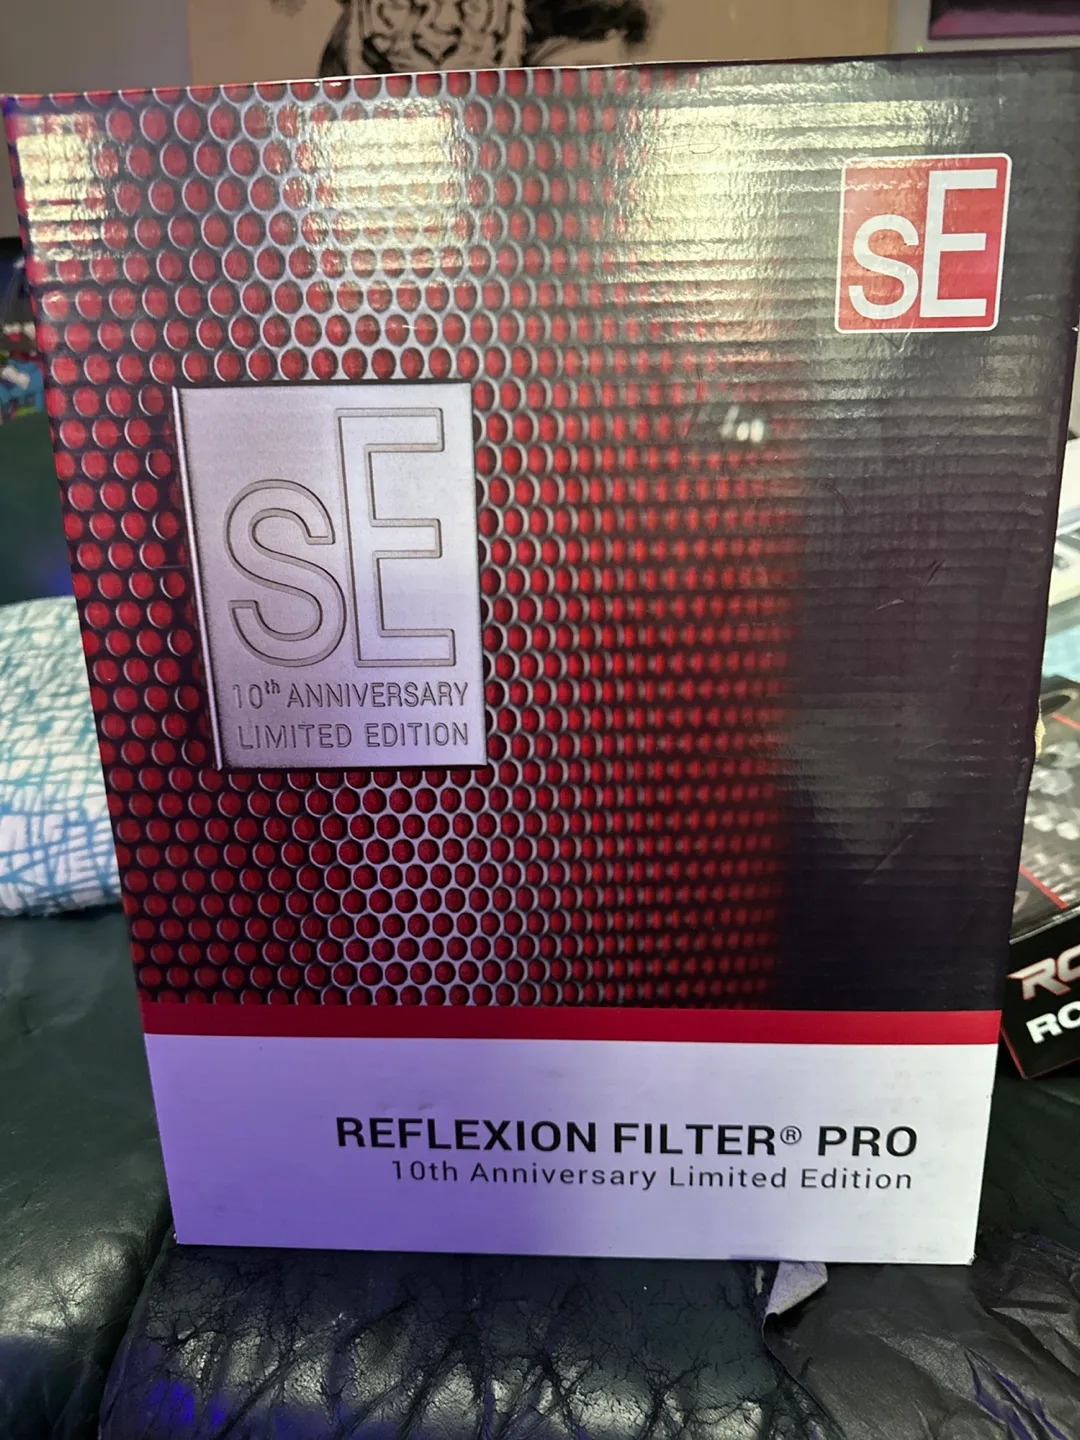 sE
sE
10th ANNIVERSARY
LIMITED EDITION
REFLEXION FILTER® PRO
10th Anniversary Limited Edition